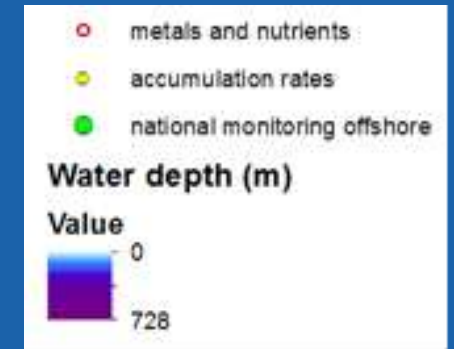 metals and nutrients
accumulation rates
national monitoring offshore
Water depth (m)
Value
0
728